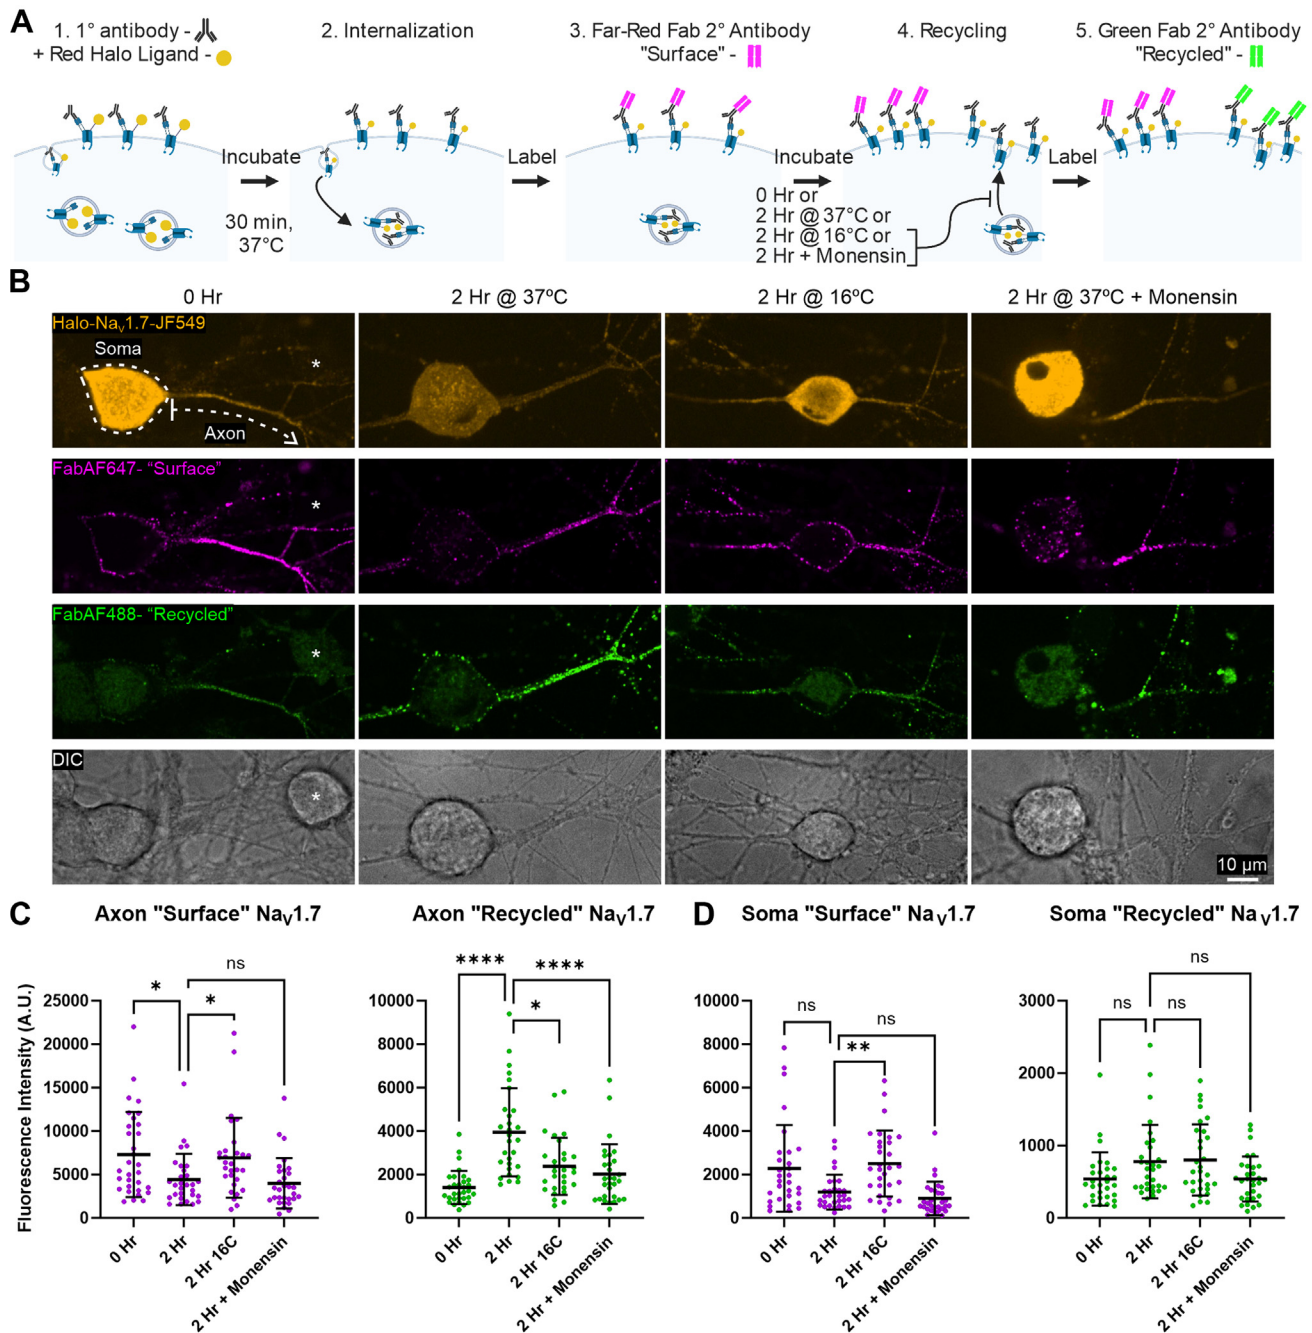 A
1. 1° antibody -
+ Red Halo Ligand -
2. Internalization
3. Far-Red Fab 2° Antibody
"Surface" -
4. Recycling
5. Green Fab 2° Antibody
"Recycled" -
Incubate
30 min,
37°C
Label
Incubate
0 Hr or
2 Hr @ 37°C or
2 Hr @ 16°C or
2 Hr + Monensin
Label
B
0 Hr
2 Hr @ 37ºC
2 Hr @ 16ºC
2 Hr @ 37ºC + Monensin
Halo-Nav1.7-JF549
Soma
*
Axon
FabAF647- “Surface”
*
FabAF488- “Recycled”
*
DIC
*
10 µm
C
Axon "Surface" NaV1.7
Fluorescence Intensity (A.U.)
25000
20000
15000
10000
5000
0
*
*
ns
0 Hr
2 Hr
2 Hr 16C
2 Hr + Monensin
Axon "Recycled" NaV1.7
10000
8000
6000
4000
2000
0
****
****
*
0 Hr
2 Hr
2 Hr 16C
2 Hr + Monensin
D
Soma "Surface" NaV1.7
10000
8000
6000
4000
2000
0
ns
ns
**
0 Hr
2 Hr
2 Hr 16C
2 Hr + Monensin
Soma "Recycled" NaV1.7
3000
2000
1000
0
ns
ns
ns
0 Hr
2 Hr
2 Hr 16C
2 Hr + Monensin